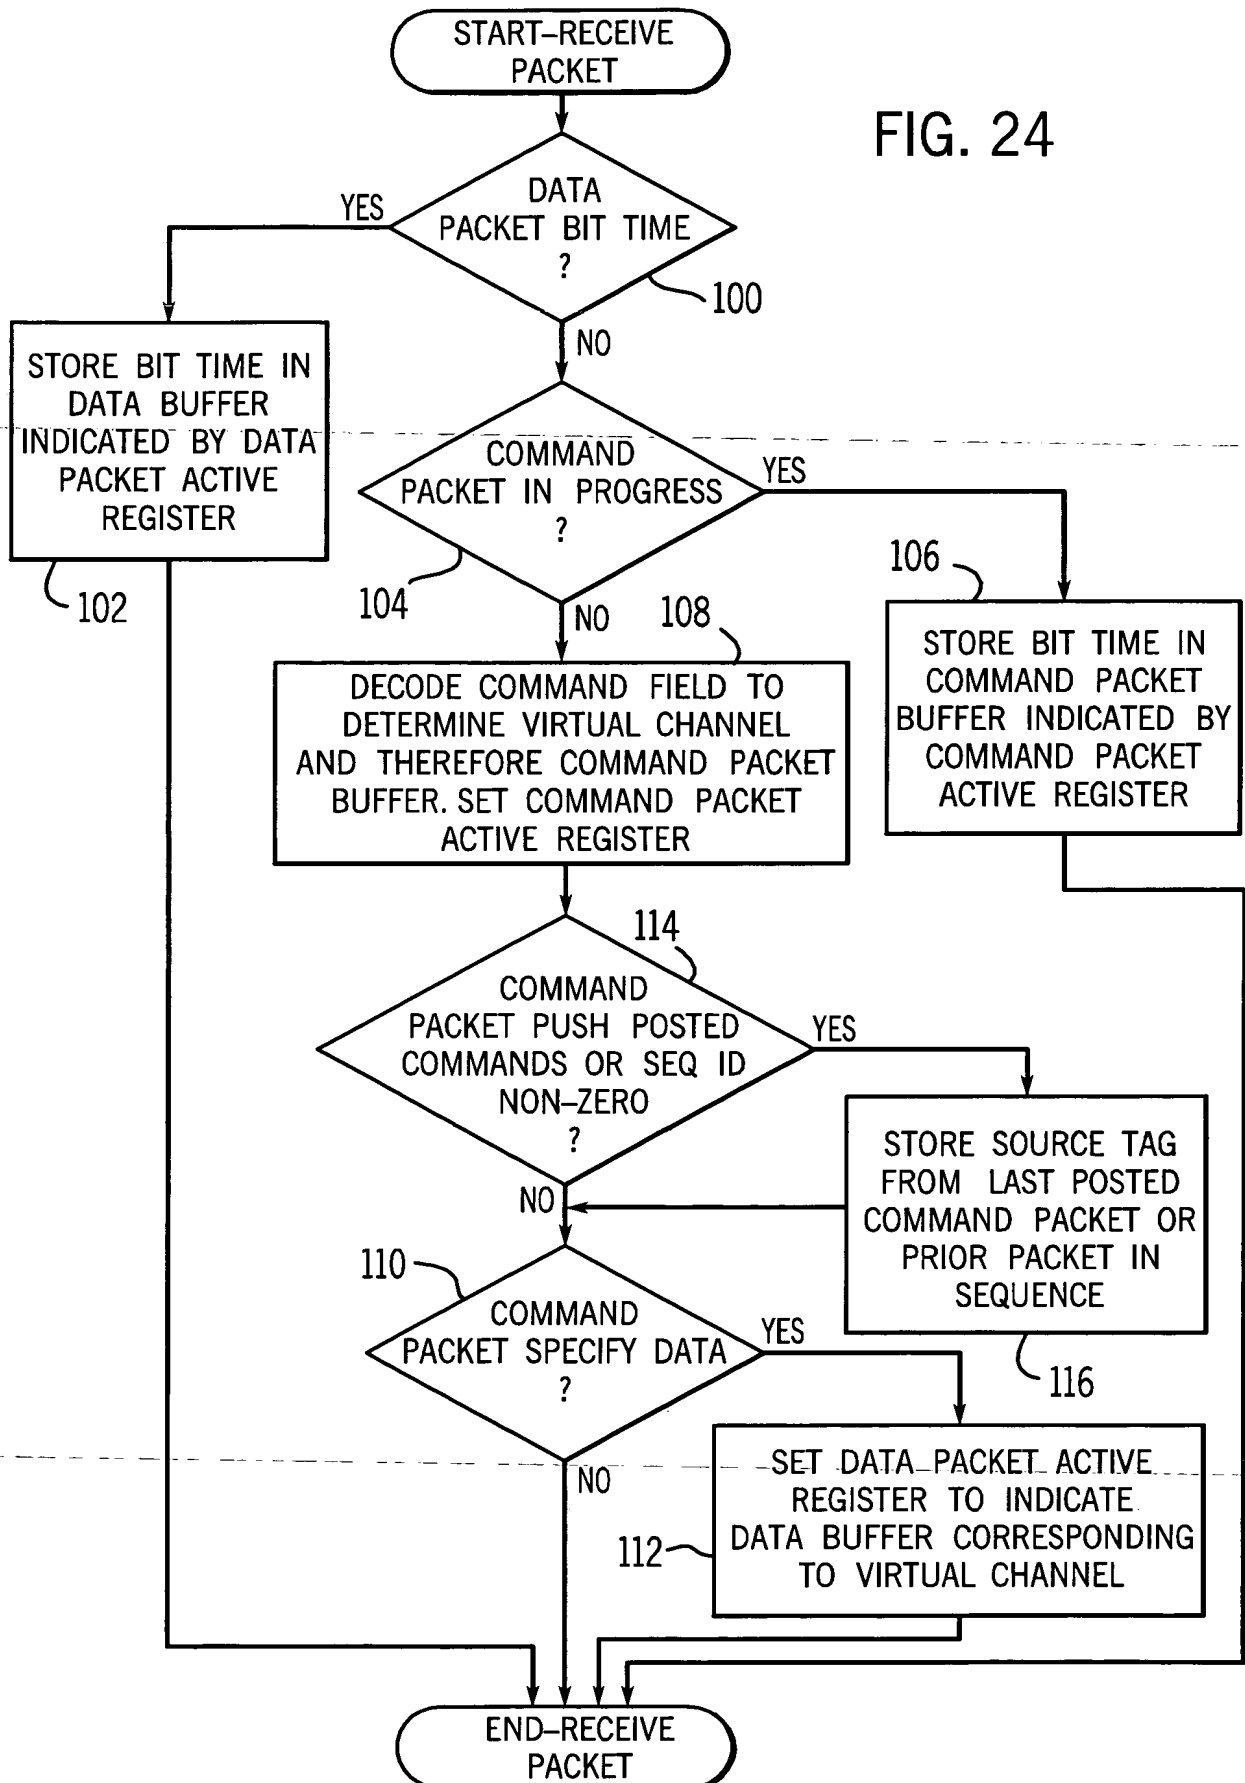 START-RECEIVE
PACKET
FIG. 24
DATA
PACKET BIT TIME
?
YES
100
NO
STORE BIT TIME IN
DATA BUFFER
INDICATED BY DATA
PACKET ACTIVE
REGISTER
102
COMMAND
PACKET IN PROGRESS
?
YES
104
NO
106
STORE BIT TIME IN
COMMAND PACKET
BUFFER INDICATED BY
COMMAND PACKET
ACTIVE REGISTER
108
DECODE COMMAND FIELD TO
DETERMINE VIRTUAL CHANNEL
AND THEREFORE COMMAND PACKET
BUFFER. SET COMMAND PACKET
ACTIVE REGISTER
114
COMMAND
PACKET PUSH POSTED
COMMANDS OR SEQ ID
NON-ZERO
?
YES
NO
STORE SOURCE TAG
FROM LAST POSTED
COMMAND PACKET OR
PRIOR PACKET IN
SEQUENCE
116
110
COMMAND
PACKET SPECIFY DATA
?
YES
NO
SET DATA PACKET ACTIVE
REGISTER TO INDICATE
DATA BUFFER CORRESPONDING
TO VIRTUAL CHANNEL
112
END-RECEIVE
PACKET